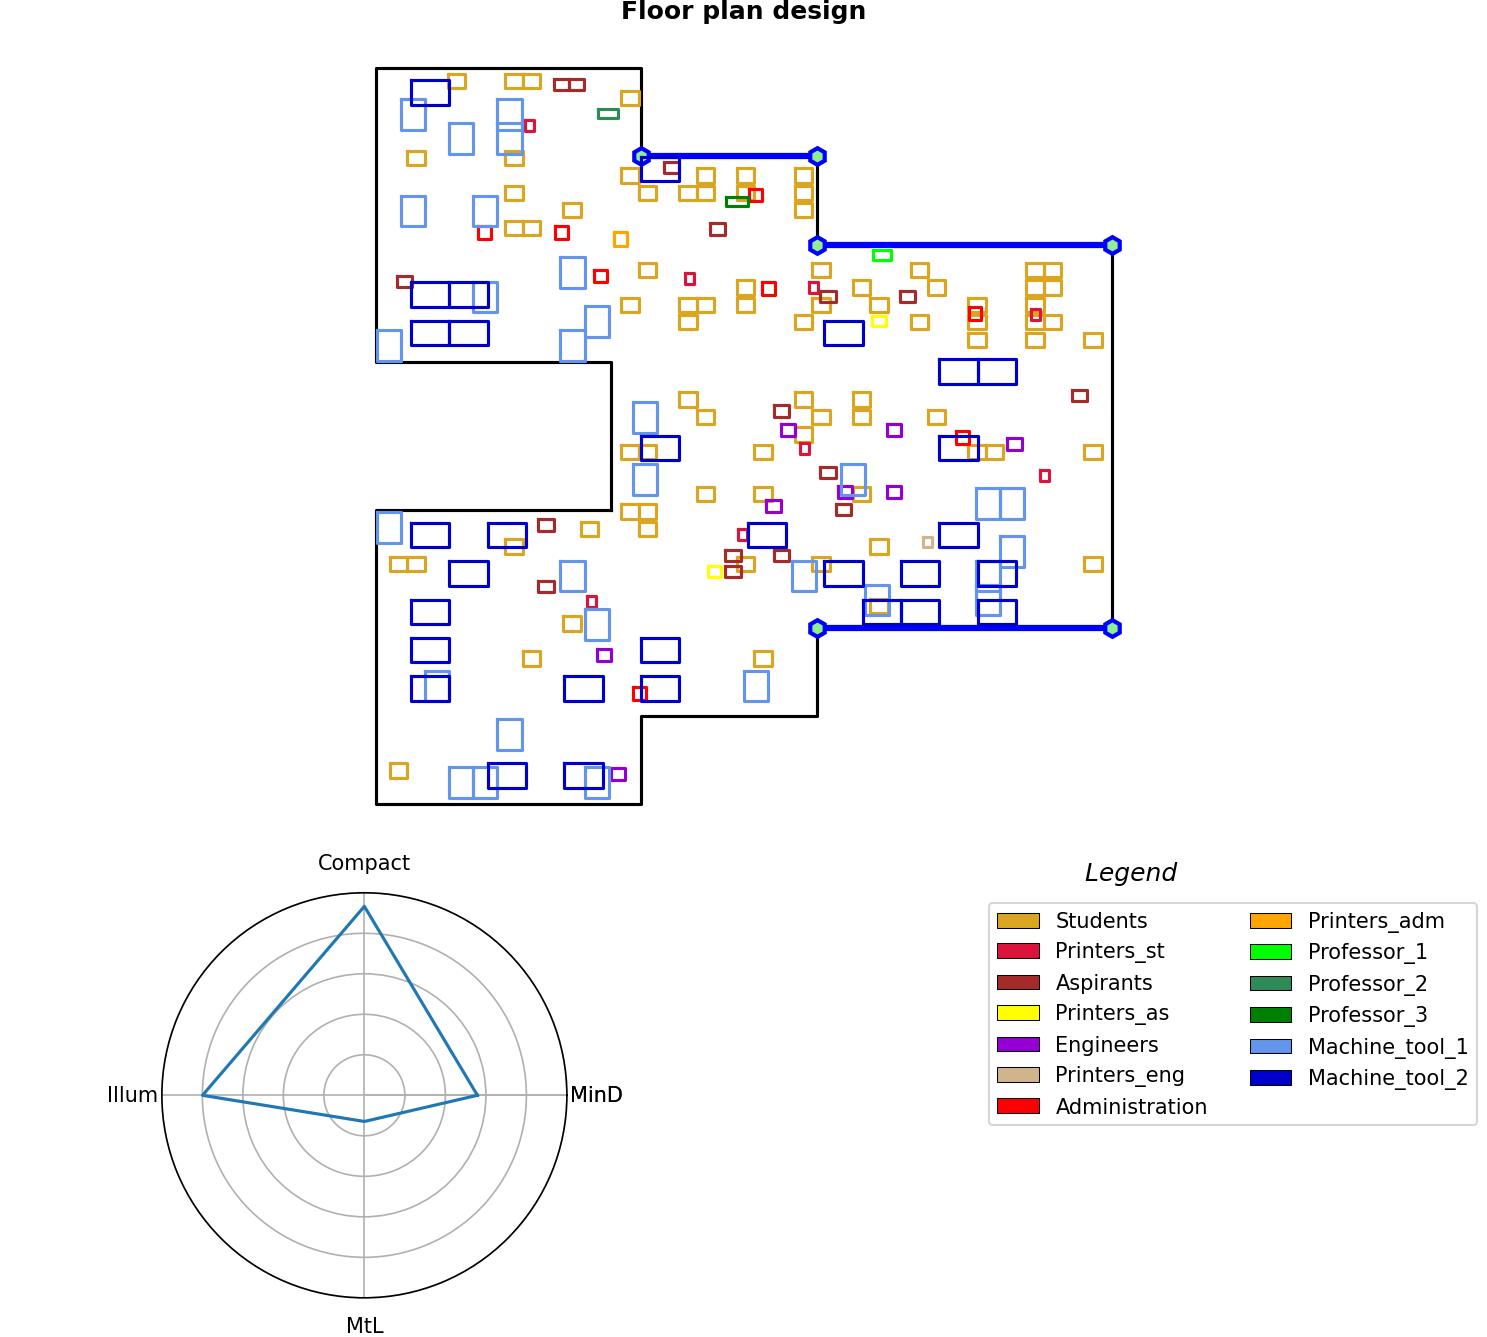 Floor plan design
Compact
Illum
MinD
MtL
Legend
Students
Printers_st
Aspirants
Printers_as
Engineers
Printers_eng
Administration
Printers_adm
Professor_1
Professor_2
Professor_3
Machine_tool_1
Machine_tool_2